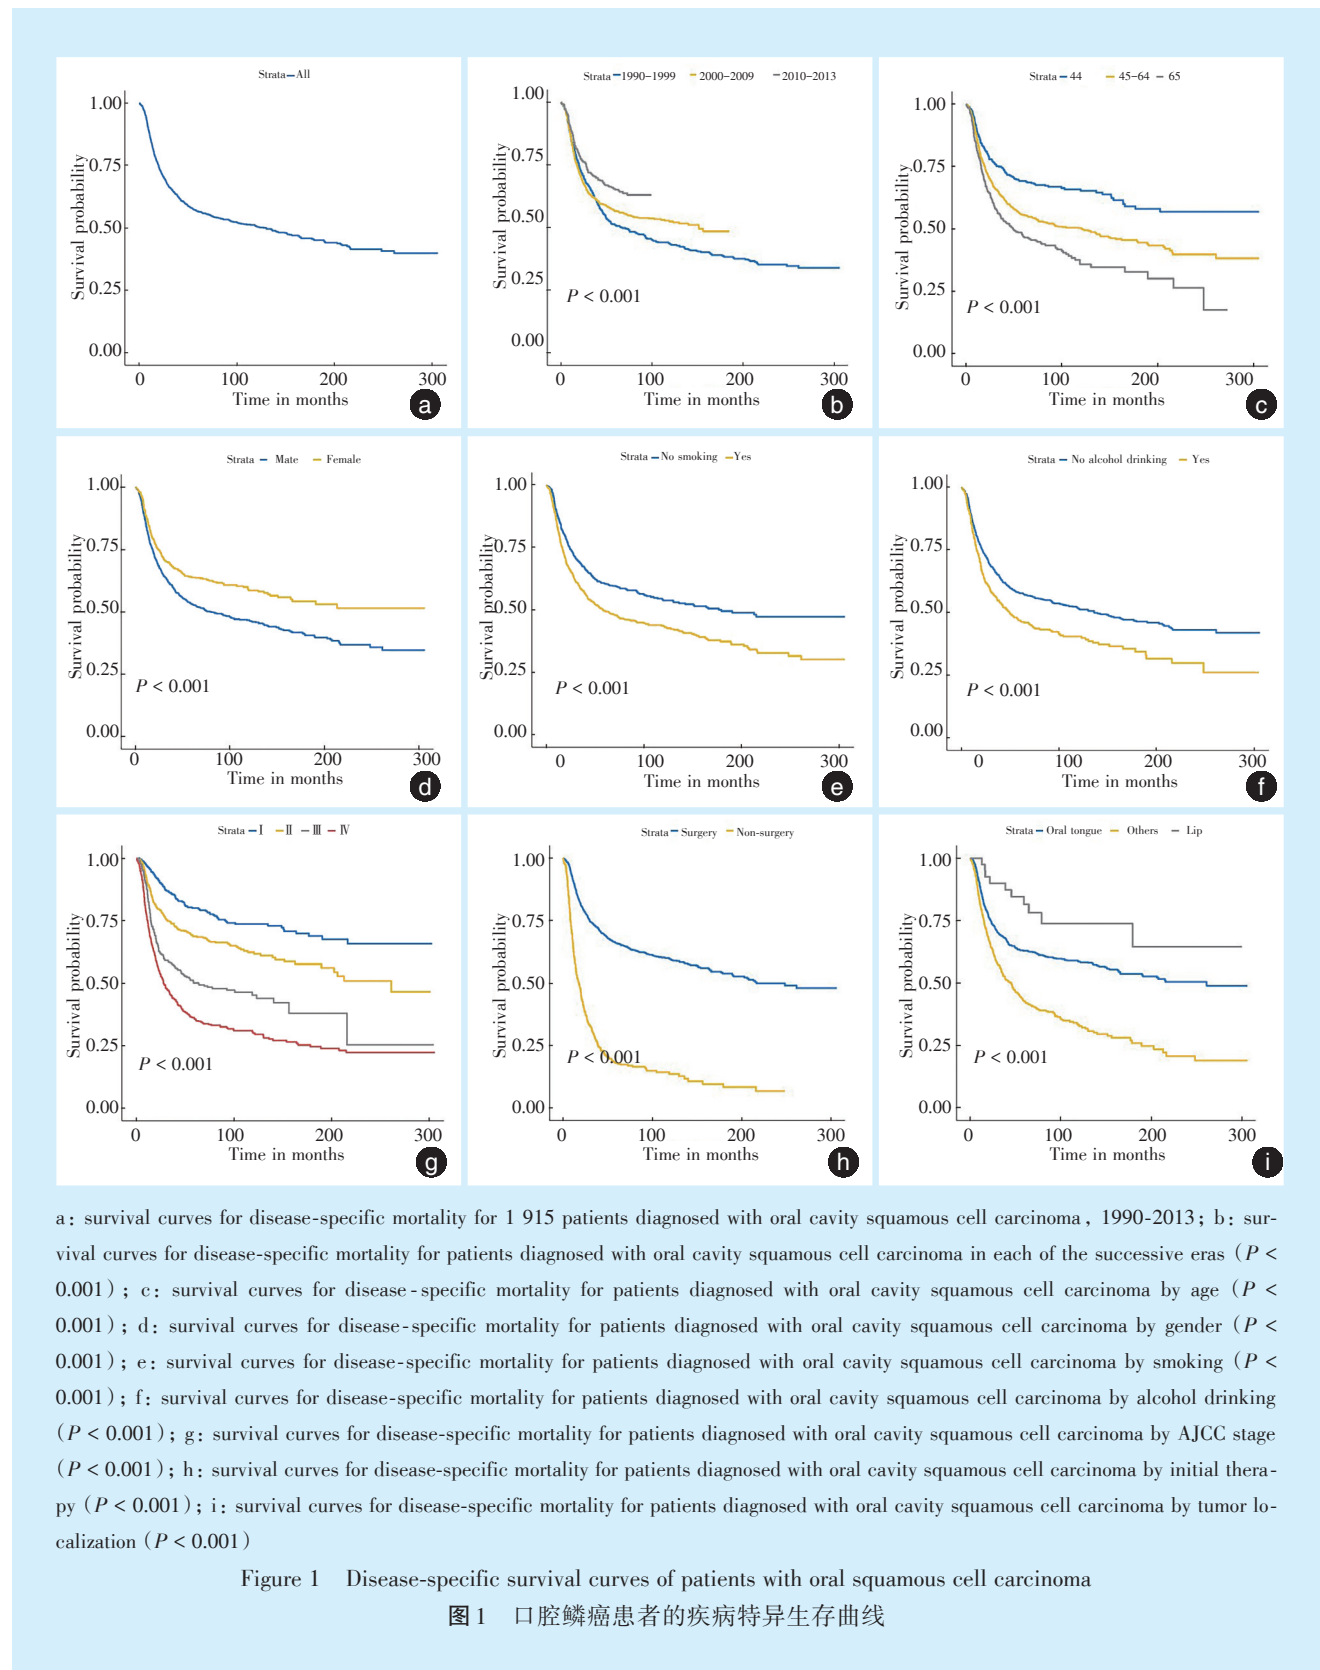 Strata All
1.00
0.75
0.50
0.25
0.00
Survival probability
0 100 200 300
Time in months
a
Strata 1990-1999 2000-2009 2010-2013
1.00
0.75
0.50
0.25
0.00
Survival probability
P < 0.001
0 100 200 300
Time in months
b
Strata 44 45-64 65
1.00
0.75
0.50
0.25
0.00
Survival probability
P < 0.001
0 100 200 300
Time in months
c
Strata Mate Female
1.00
0.75
0.50
0.25
0.00
Survival probability
P < 0.001
0 100 200 300
Time in months
d
Strata No smoking Yes
1.00
0.75
0.50
0.25
0.00
Survival probability
P < 0.001
0 100 200 300
Time in months
e
Strata No alcohol drinking Yes
1.00
0.75
0.50
0.25
0.00
Survival probability
P < 0.001
0 100 200 300
Time in months
f
Strata Ⅰ Ⅱ Ⅲ Ⅳ
1.00
0.75
0.50
0.25
0.00
Survival probability
P < 0.001
0 100 200 300
Time in months
g
Strata Surgery Non-surgery
1.00
0.75
0.50
0.25
0.00
Survival probability
P < 0.001
0 100 200 300
Time in months
h
Strata Oral tongue Others Lip
1.00
0.75
0.50
0.25
0.00
Survival probability
P < 0.001
0 100 200 300
Time in months
i
a: survival curves for disease-specific mortality for 1 915 patients diagnosed with oral cavity squamous cell carcinoma, 1990-2013; b: sur-
vival curves for disease-specific mortality for patients diagnosed with oral cavity squamous cell carcinoma in each of the successive eras (P <
0.001); c: survival curves for disease-specific mortality for patients diagnosed with oral cavity squamous cell carcinoma by age (P <
0.001); d: survival curves for disease-specific mortality for patients diagnosed with oral cavity squamous cell carcinoma by gender (P <
0.001); e: survival curves for disease-specific mortality for patients diagnosed with oral cavity squamous cell carcinoma by smoking (P <
0.001); f: survival curves for disease-specific mortality for patients diagnosed with oral cavity squamous cell carcinoma by alcohol drinking
(P < 0.001); g: survival curves for disease-specific mortality for patients diagnosed with oral cavity squamous cell carcinoma by AJCC stage
(P < 0.001); h: survival curves for disease-specific mortality for patients diagnosed with oral cavity squamous cell carcinoma by initial thera-
py (P < 0.001); i: survival curves for disease-specific mortality for patients diagnosed with oral cavity squamous cell carcinoma by tumor lo-
calization (P < 0.001)
Figure 1 Disease-specific survival curves of patients with oral squamous cell carcinoma
图1 口腔鳞癌患者的疾病特异生存曲线